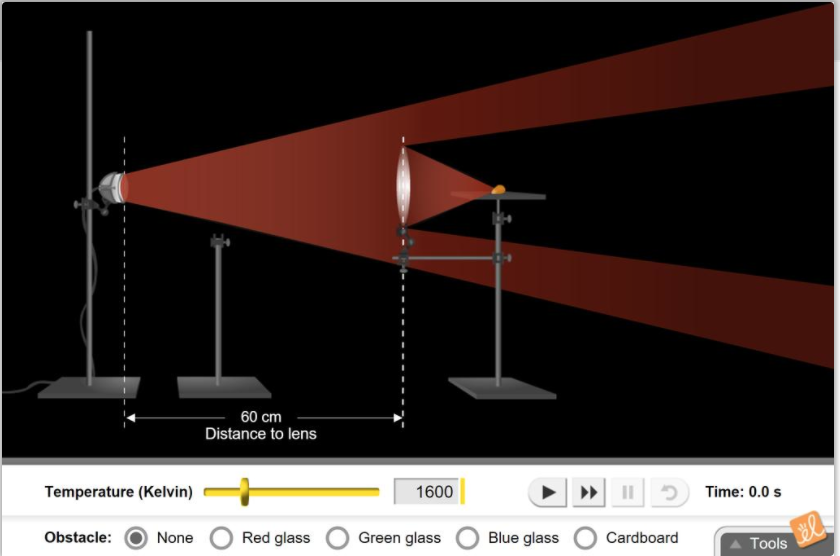 60 cm
Distance to lens
Temperature (Kelvin) 1600 Time: 0.0 s
Obstacle: None Red glass Green glass Blue glass Cardboard
Tools